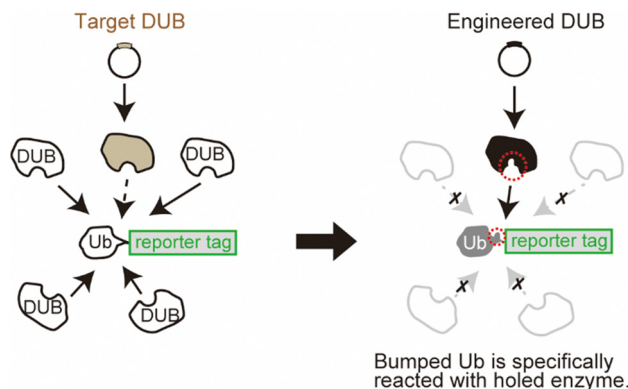 Target DUB
Engineered DUB
DUB
DUB
Ub
reporter tag
DUB
DUB
x
x
Ub
reporter tag
x
x
Bumped Ub is specifically
reacted with holed enzyme.